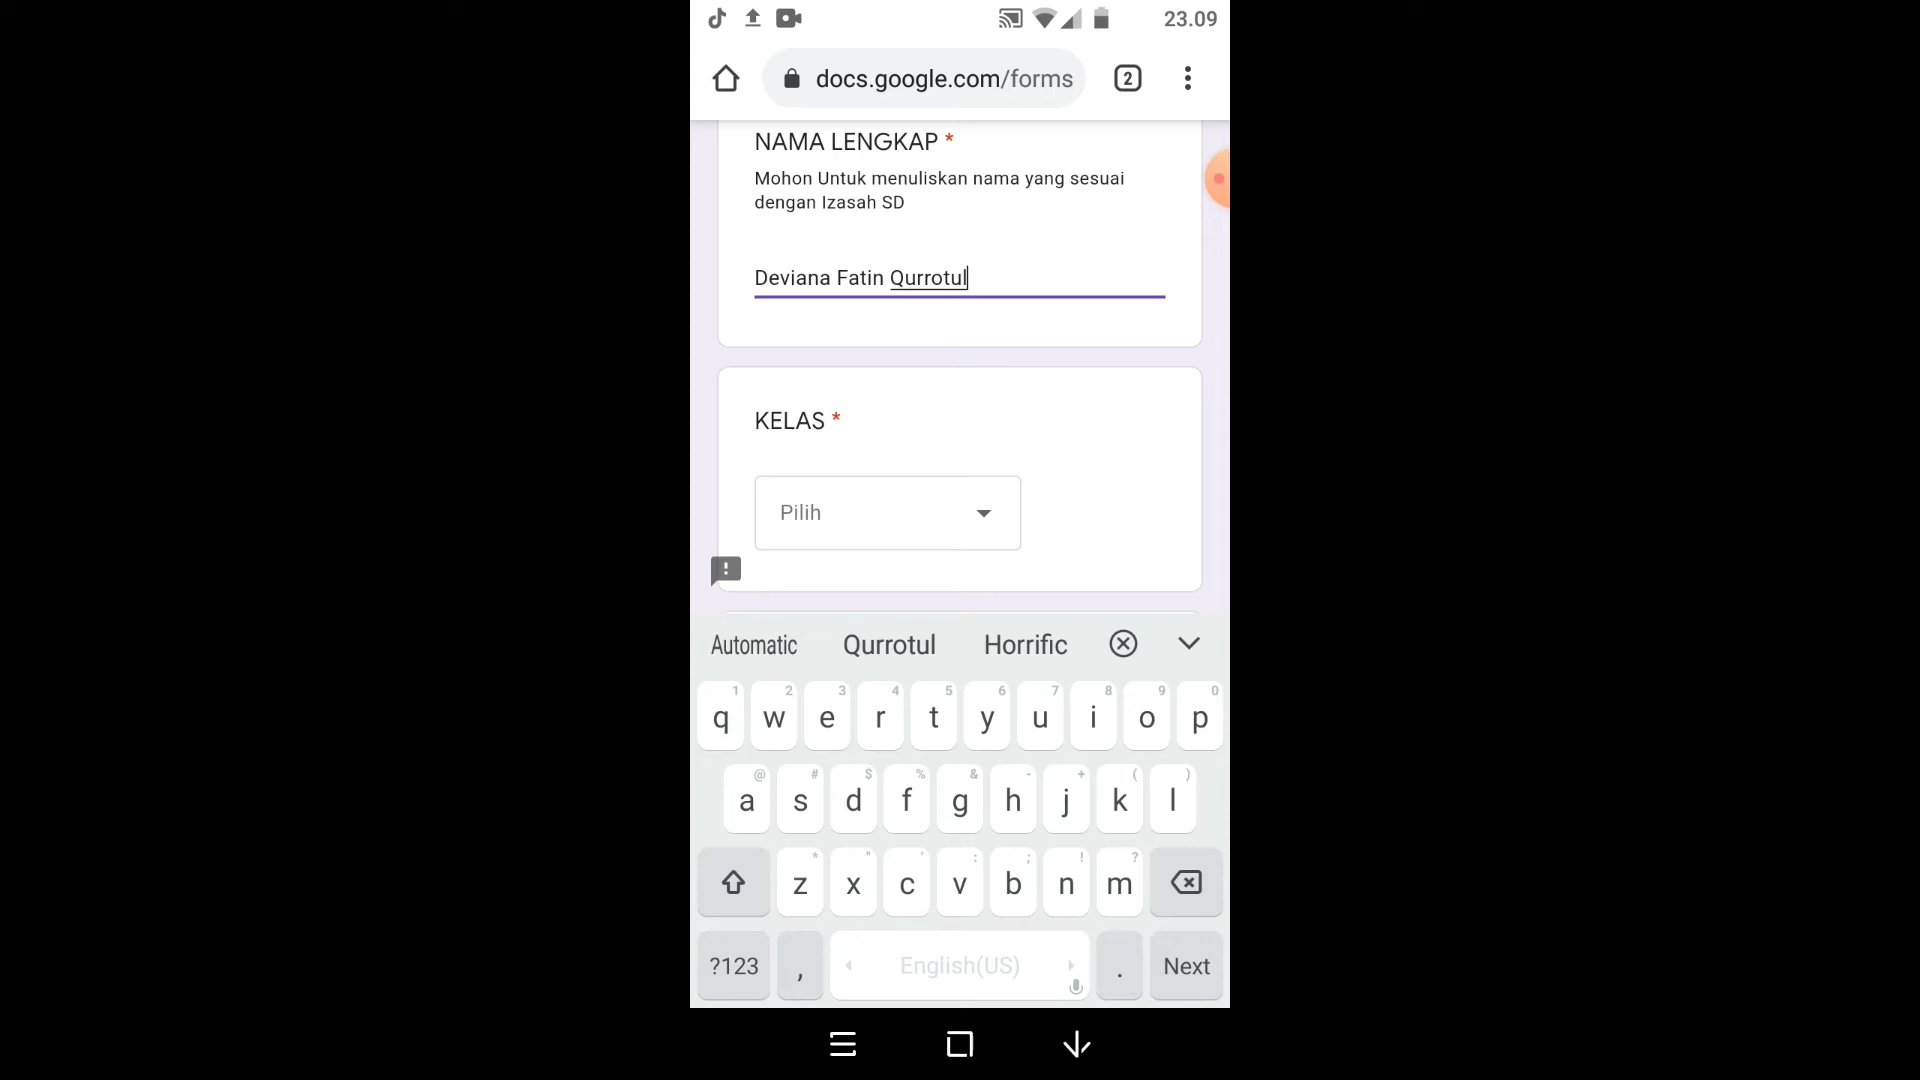 23.09
docs.google.com/forms
2
NAMA LENGKAP *
Mohon Untuk menuliskan nama yang sesuai
dengan Izasah SD
Deviana Fatin Qurrotul
KELAS *
Pilih
!
Automatic Qurrotul Horrific
1 2 3 4 5 6 7 8 9 0
q w e r t y u i o p
@ # $ % & - + ( )
a s d f g h j k l
* " ' : ; ! ?
z x c v b n m
?123 , English(US) . Next